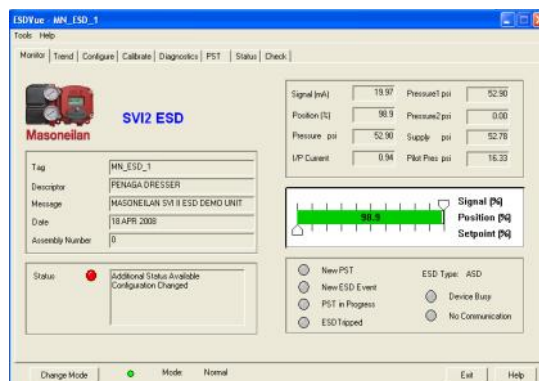 ESDVue - MN_ESD_1
Tools Help
Monitor Trend Configure Calibrate Diagnostics PST Status Check
Masoneilan
SVI2 ESD
Tag MN_ESD_1
Descriptor PENAGA DRESSER
Message MASONEILAN SVI II ESD DEMO UNIT
Date 18 APR 2008
Assembly Number 0
Status Additional Status Available
Configuration Changed
Signal (mA) 19.97 Pressure1 psi 52.90
Position (%) 98.9 Pressure2 psi 0.00
Pressure psi 52.90 Supply psi 52.78
I/P Current 0.94 Pilot Pres psi 16.33
Signal (%)
98.9 Position (%)
Setpoint (%)
New PST ESD Type: ASD
New ESD Event Device Busy
PST in Progress No Communication
ESD Tripped
Change Mode Mode: Normal Exit Help